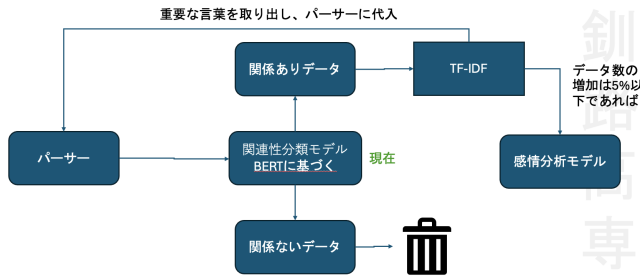 重要な言葉を取り出し、パーサーに代入
関係ありデータ
TF-IDF
データ数の
増加は5%以
下であれば
パーサー
関連性分類モデル
BERTに基づく
現在
感情分析モデル
関係ないデータ
釧路高専